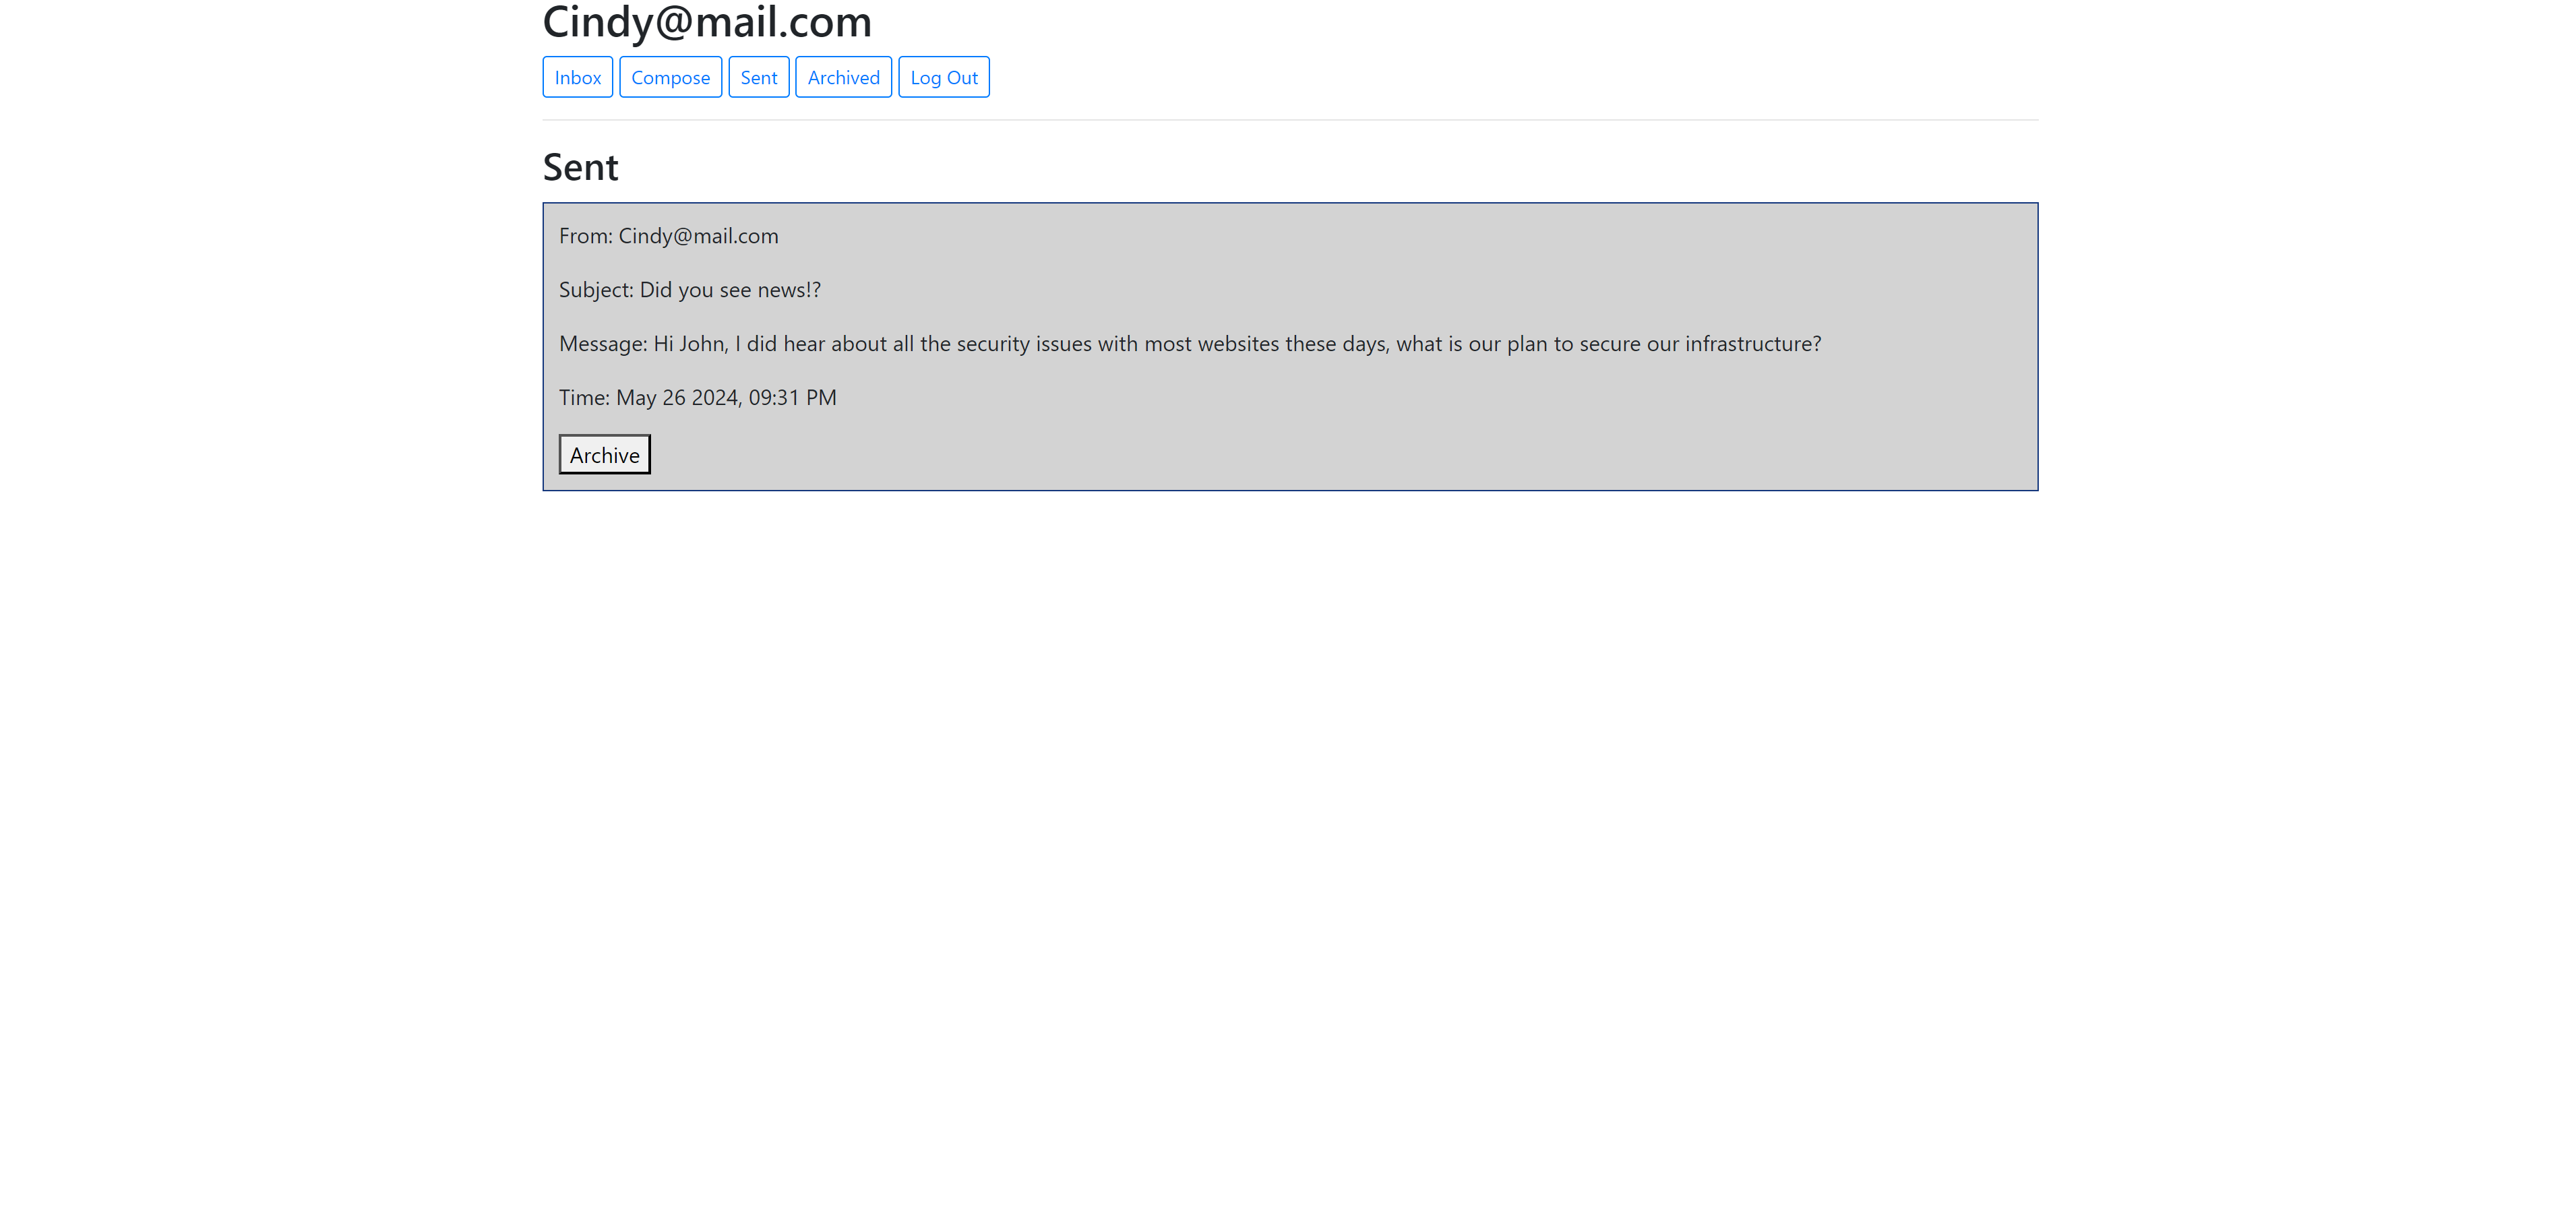 Cindy@mail.com
Inbox Compose Sent Archived Log Out
Sent
From: Cindy@mail.com
Subject: Did you see news!?
Message: Hi John, I did hear about all the security issues with most websites these days, what is our plan to secure our infrastructure?
Time: May 26 2024, 09:31 PM
Archive